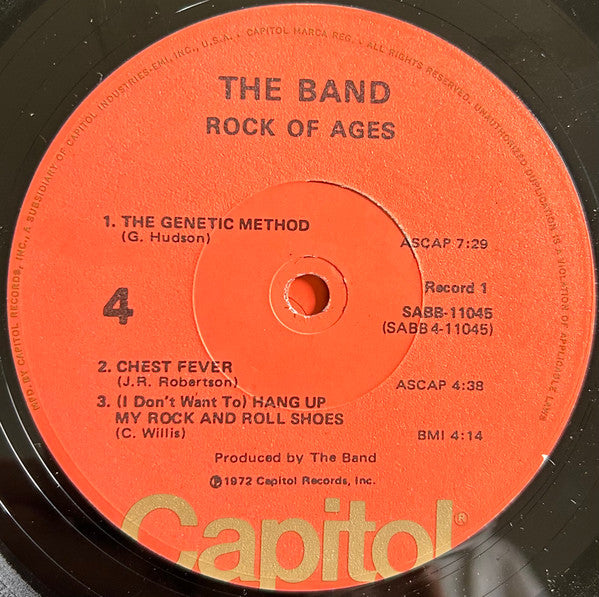 MFD. BY CAPITOL RECORDS, INC., A SUBSIDIARY OF CAPITOL INDUSTRIES-EMI, INC., U.S.A. • CAPITOL MARCA REG. • ALL RIGHTS RESERVED. UNAUTHORIZED DUPLICATION IS A VIOLATION OF APPLICABLE LAWS
THE BAND
ROCK OF AGES
1. THE GENETIC METHOD
(G. Hudson)
ASCAP 7:29
4
Record 1
SABB-11045
(SABB 4-11045)
2. CHEST FEVER
(J.R. Robertson)
ASCAP 4:38
3. (I Don't Want To) HANG UP
MY ROCK AND ROLL SHOES
(C. Willis)
BMI 4:14
Produced by The Band
℗ 1972 Capitol Records, Inc.
Capitol®